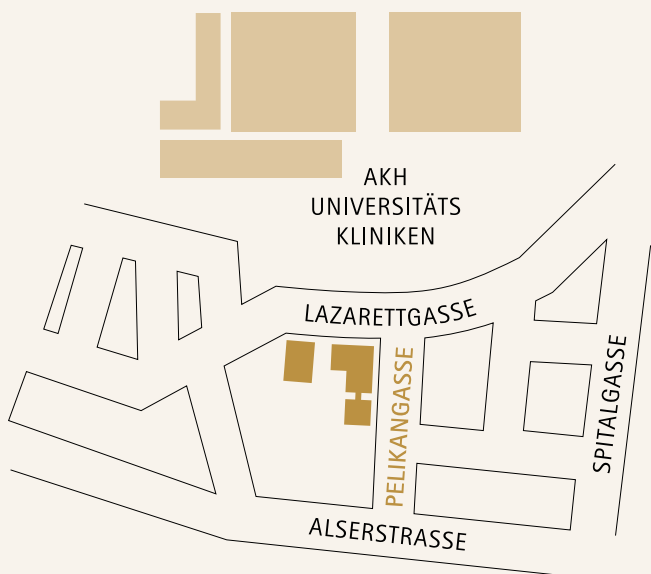 AKH
UNIVERSITÄTS
KLINIKEN
LAZARETTGASSE
PELIKANGASSE
SPITALGASSE
ALSERSTRASSE